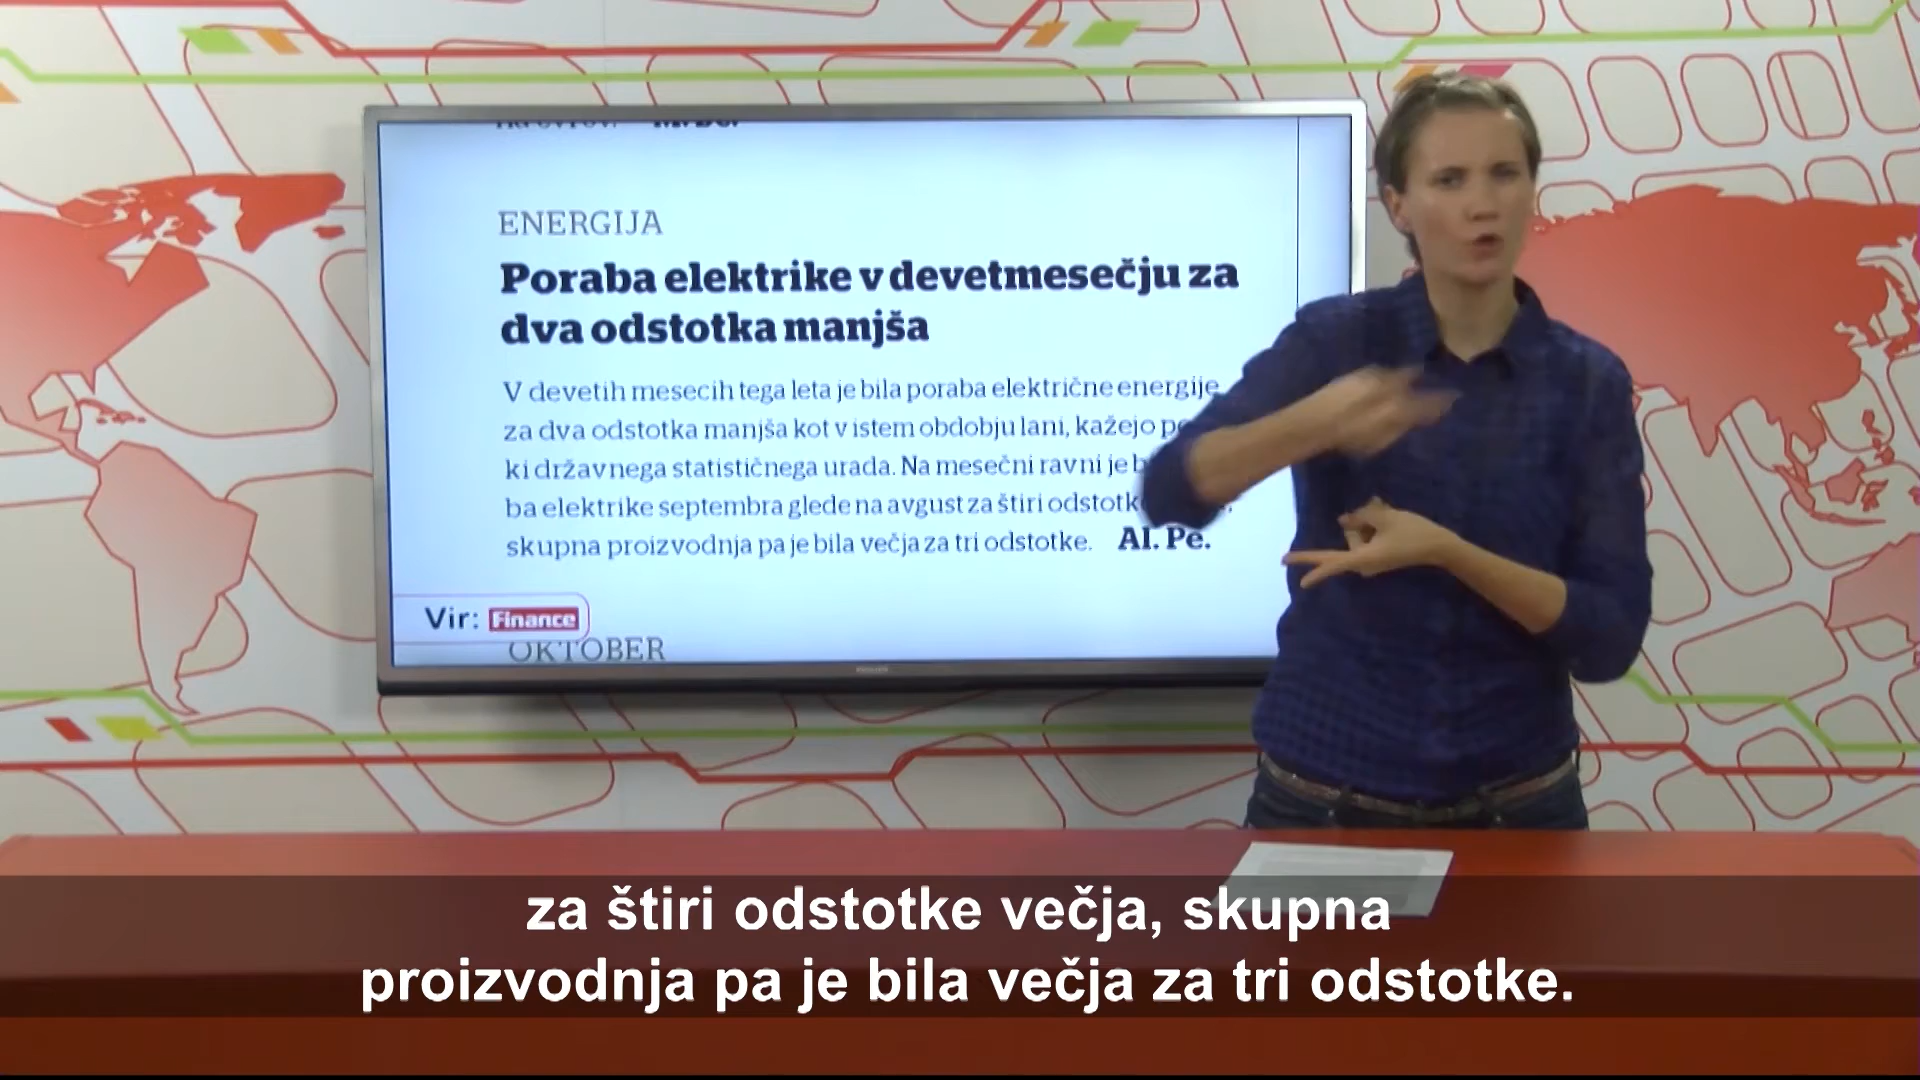 ENERGIJA
Poraba elektrike v devetmesečju za
dva odstotka manjša
V devetih mesecih tega leta je bila poraba električne energije
za dva odstotka manjša kot v istem obdobju lani, kažejo
ki državnega statističnega urada. Na mesečni ravni je
ba elektrike septembra glede na avgust za štiri
skupna proizvodnja pa je bila večja za tri odstotke. Al. Pe.
Vir: Finance
OKTOBER
za štiri odstotke večja, skupna
proizvodnja pa je bila večja za tri odstotke.